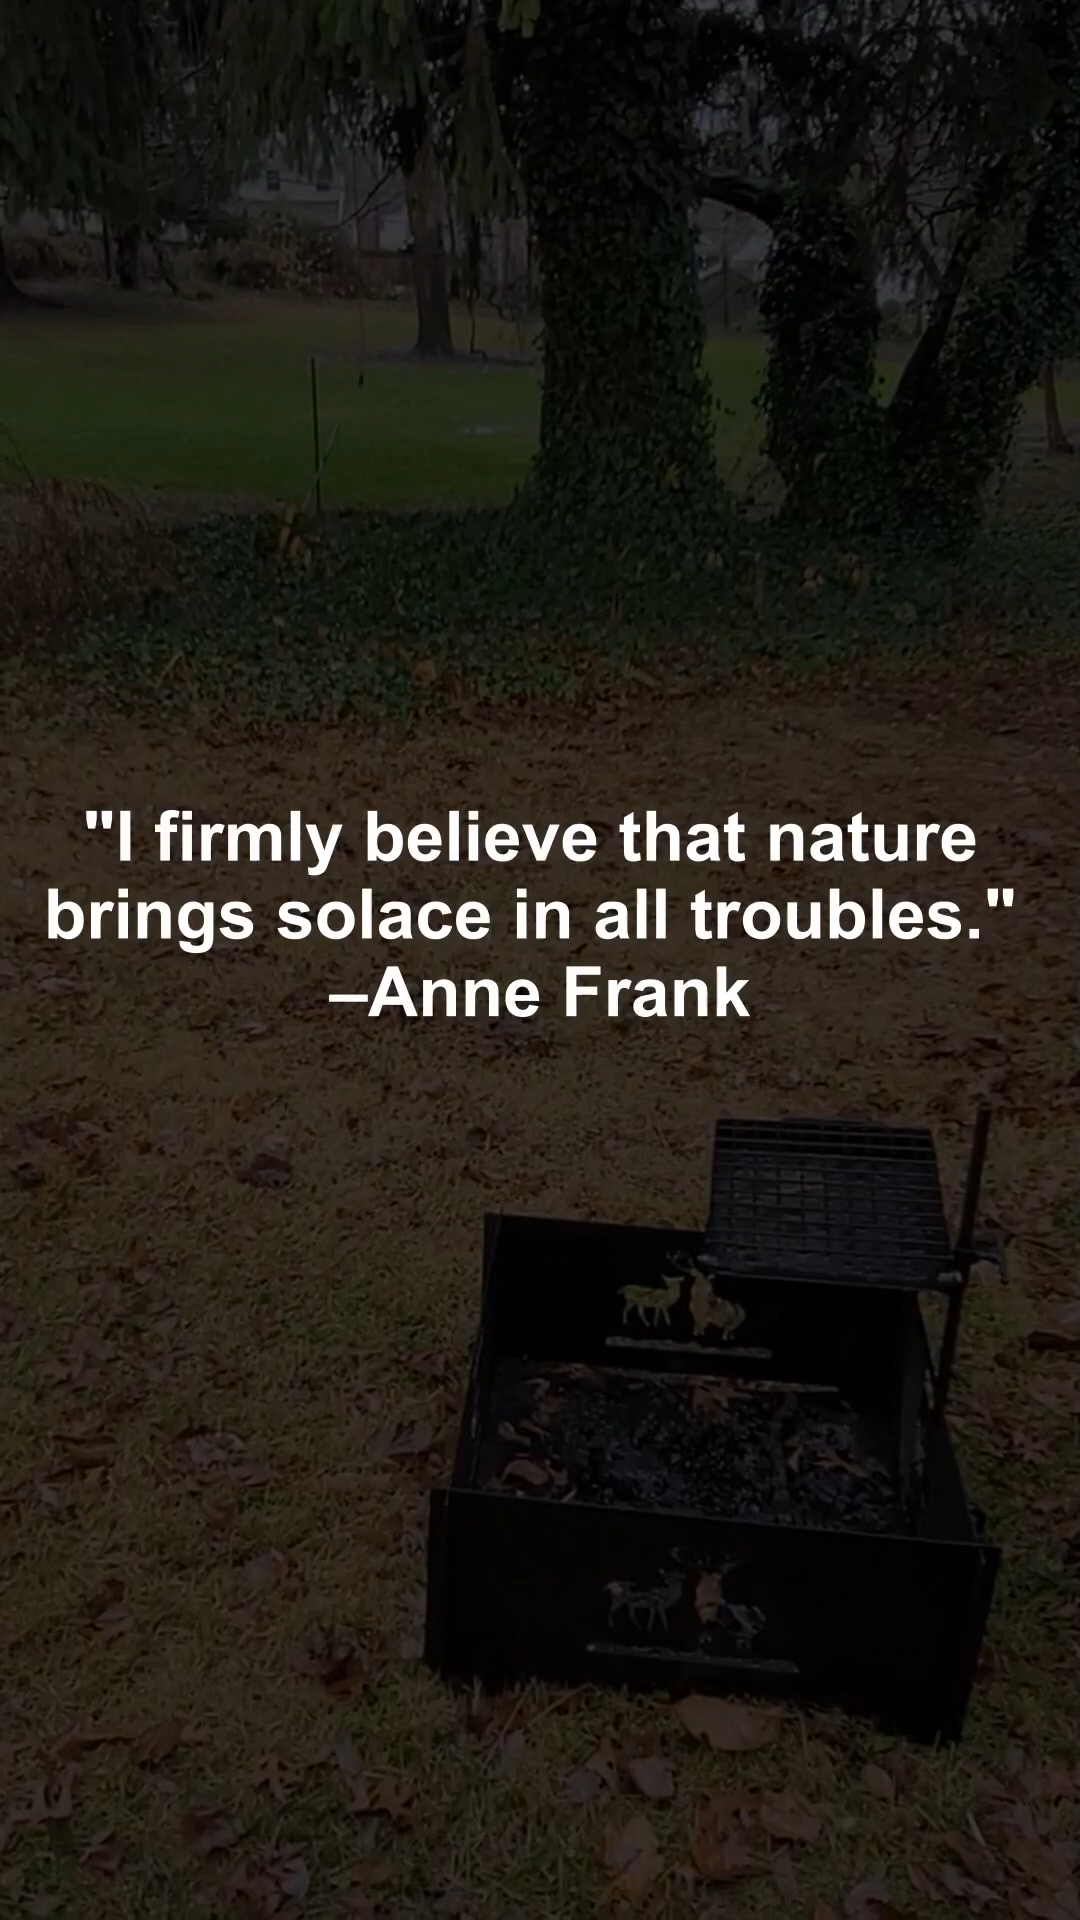 "I firmly believe that nature
brings solace in all troubles."
–Anne Frank